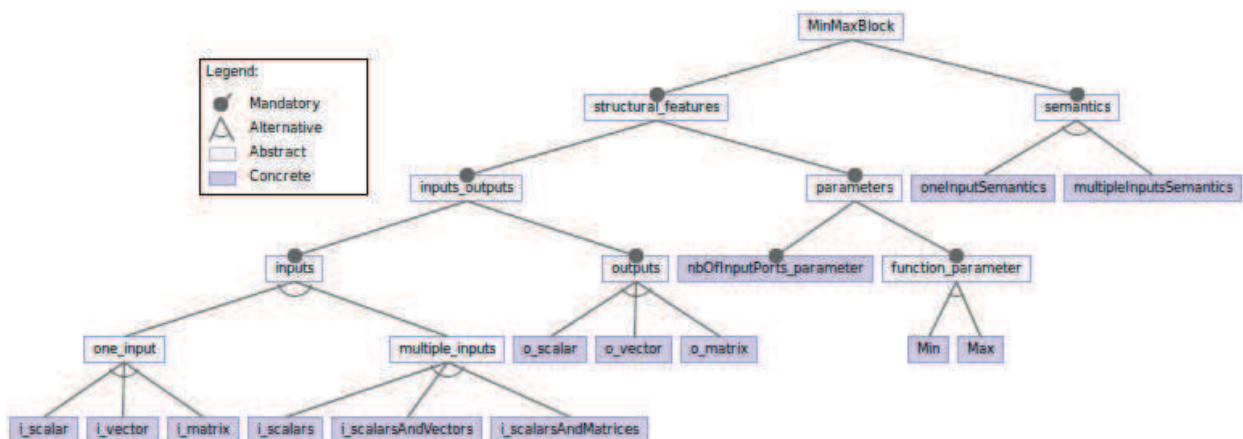 MinMaxBlock
Legend:
Mandatory
Alternative
Abstract
Concrete
structural_features
semantics
inputs_outputs
parameters
oneInputSemantics
multipleInputsSemantics
inputs
outputs
nbOfInputPorts_parameter
function_parameter
one_input
multiple_inputs
o_scalar
o_vector
o_matrix
Min
Max
i_scalar
i_vector
i_matrix
i_scalars
i_scalarsAndVectors
i_scalarsAndMatrices